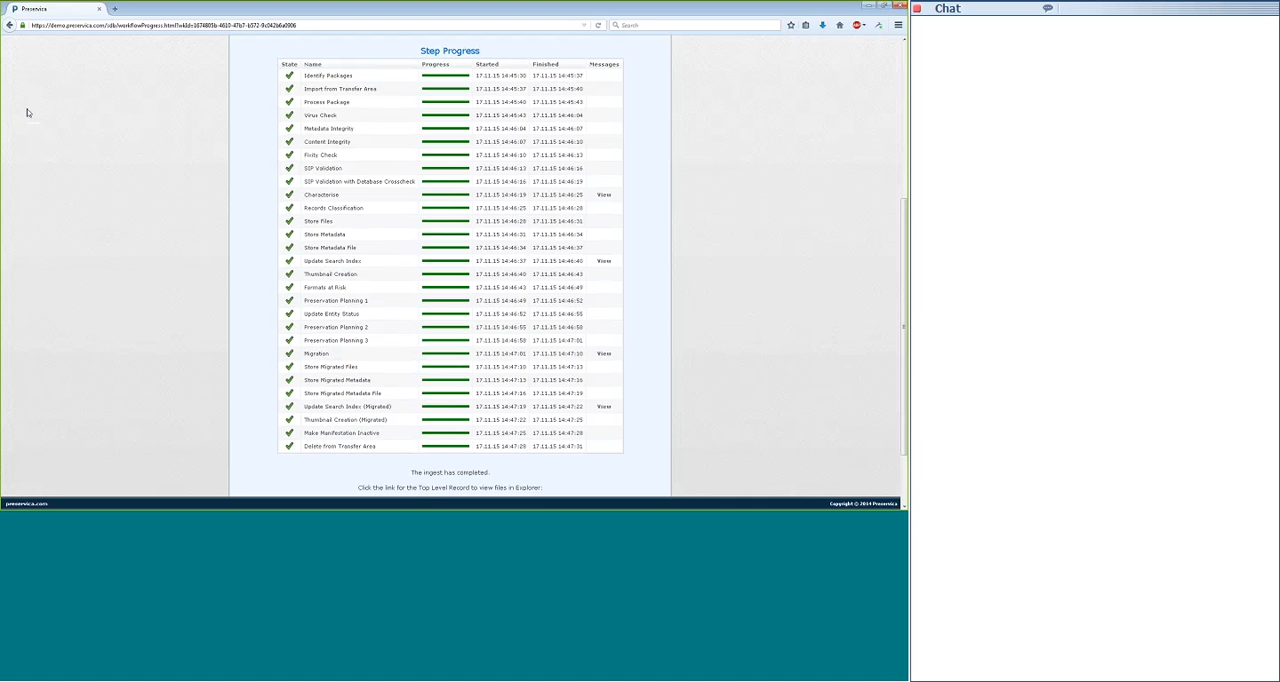 Preservica
Chat
https://demo.preservica.com/sdb/workflowProgress.html?wkId=1674805b-4610-47b7-b572-9c042b6a0996
Search
Step Progress
State Name Progress Started Finished Messages
Identify Packages 17.11.15 14:45:30 17.11.15 14:45:37
Import from Transfer Area 17.11.15 14:45:37 17.11.15 14:45:40
Process Package 17.11.15 14:45:40 17.11.15 14:45:43
Virus Check 17.11.15 14:45:43 17.11.15 14:46:04
Metadata Integrity 17.11.15 14:46:04 17.11.15 14:46:07
Content Integrity 17.11.15 14:46:07 17.11.15 14:46:10
Fixity Check 17.11.15 14:46:10 17.11.15 14:46:13
SIP Validation 17.11.15 14:46:13 17.11.15 14:46:16
SIP Validation with Database Crosscheck 17.11.15 14:46:16 17.11.15 14:46:19
Characterise 17.11.15 14:46:19 17.11.15 14:46:25 View
Records Classification 17.11.15 14:46:25 17.11.15 14:46:28
Store Files 17.11.15 14:46:28 17.11.15 14:46:31
Store Metadata 17.11.15 14:46:31 17.11.15 14:46:34
Store Metadata File 17.11.15 14:46:34 17.11.15 14:46:37
Update Search Index 17.11.15 14:46:37 17.11.15 14:46:40 View
Thumbnail Creation 17.11.15 14:46:40 17.11.15 14:46:43
Formats at Risk 17.11.15 14:46:43 17.11.15 14:46:49
Preservation Planning 1 17.11.15 14:46:49 17.11.15 14:46:52
Update Entity Status 17.11.15 14:46:52 17.11.15 14:46:55
Preservation Planning 2 17.11.15 14:46:55 17.11.15 14:46:58
Preservation Planning 3 17.11.15 14:46:58 17.11.15 14:47:01
Migration 17.11.15 14:47:01 17.11.15 14:47:10 View
Store Migrated Files 17.11.15 14:47:10 17.11.15 14:47:13
Store Migrated Metadata 17.11.15 14:47:13 17.11.15 14:47:16
Store Migrated Metadata File 17.11.15 14:47:16 17.11.15 14:47:19
Update Search Index (Migrated) 17.11.15 14:47:19 17.11.15 14:47:22 View
Thumbnail Creation (Migrated) 17.11.15 14:47:22 17.11.15 14:47:25
Make Manifestation Inactive 17.11.15 14:47:25 17.11.15 14:47:28
Delete from Transfer Area 17.11.15 14:47:28 17.11.15 14:47:31
The ingest has completed.
Click the link for the Top Level Record to view files in Explorer:
preservica.com
Copyright © 2014 Preservica